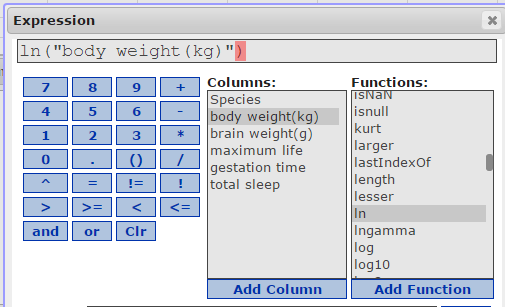 Expression
ln("body weight(kg)")
7 8 9 +
4 5 6 -
1 2 3 *
0 . () /
^ = != !
> >= < <=
and or Clr
Columns:
Species
body weight(kg)
brain weight(g)
maximum life
gestation time
total sleep
Add Column
Functions:
isNaN
isnull
kurt
larger
lastIndexOf
length
lesser
ln
lngamma
log
log10
Add Function